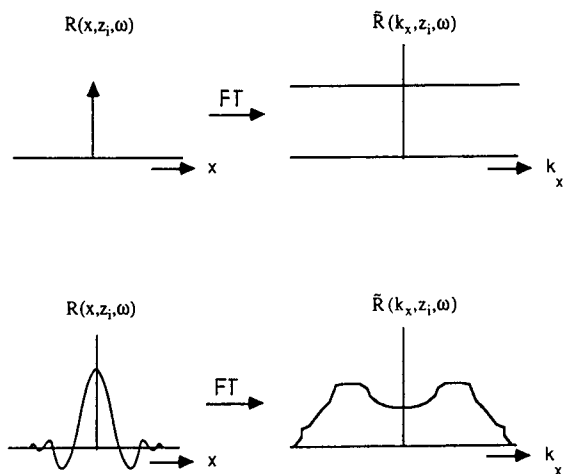 R(x,z_i,ω)
R̃(k_x,z_i,ω)
FT
x
k_x
R(x,z_i,ω)
R̃(k_x,z_i,ω)
FT
x
k_x